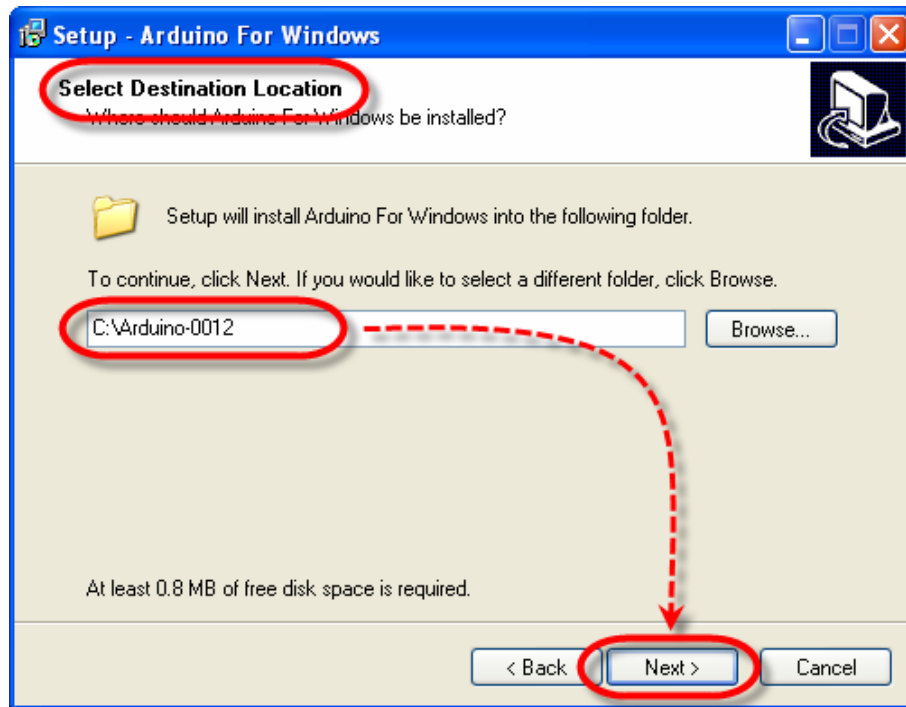 Setup - Arduino For Windows
Select Destination Location
Where should Arduino For Windows be installed?
Setup will install Arduino For Windows into the following folder.
To continue, click Next. If you would like to select a different folder, click Browse.
C:\Arduino-0012
Browse...
At least 0.8 MB of free disk space is required.
< Back
Next >
Cancel